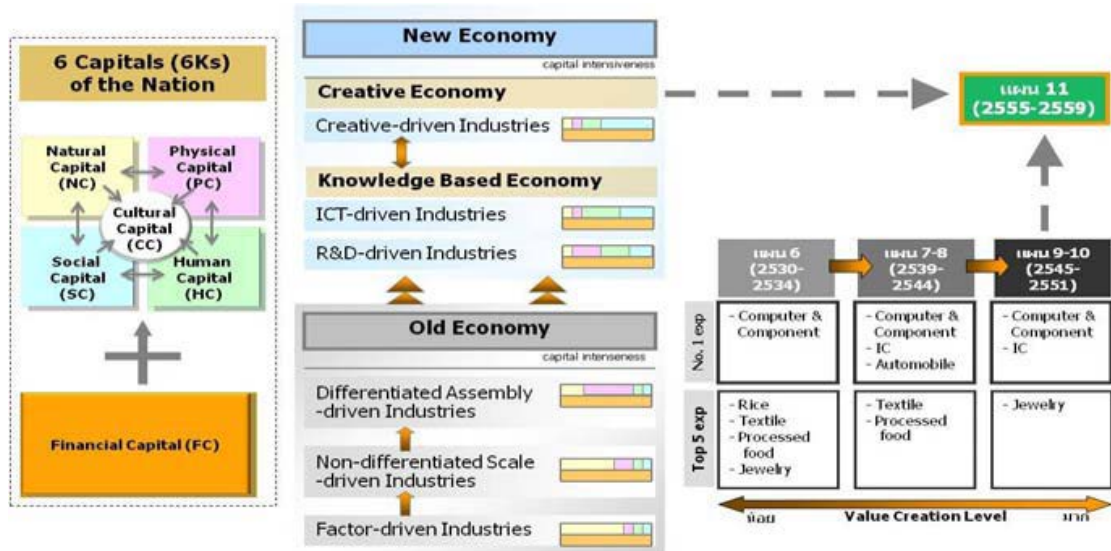 6 Capitals (6Ks)
of the Nation
Natural
Capital
(NC)
Physical
Capital
(PC)
Cultural
Capital
(CC)
Social
Capital
(SC)
Human
Capital
(HC)
Financial Capital (FC)
New Economy
capital intensiveness
Creative Economy
Creative-driven Industries
Knowledge Based Economy
ICT-driven Industries
R&D-driven Industries
Old Economy
capital intenseness
Differentiated Assembly
-driven Industries
Non-differentiated Scale
-driven Industries
Factor-driven Industries
แผน 11
(2555-2559)
แผน 6
(2530-
2534)
แผน 7-8
(2539-
2544)
แผน 9-10
(2545-
2551)
No. 1 exp
- Computer &
Component
- Computer &
Component
- IC
- Automobile
- Computer &
Component
- IC
Top 5 exp
- Rice
- Textile
- Processed
food
- Jewelry
- Textile
- Processed
food
- Jewelry
น้อย
Value Creation Level
มาก